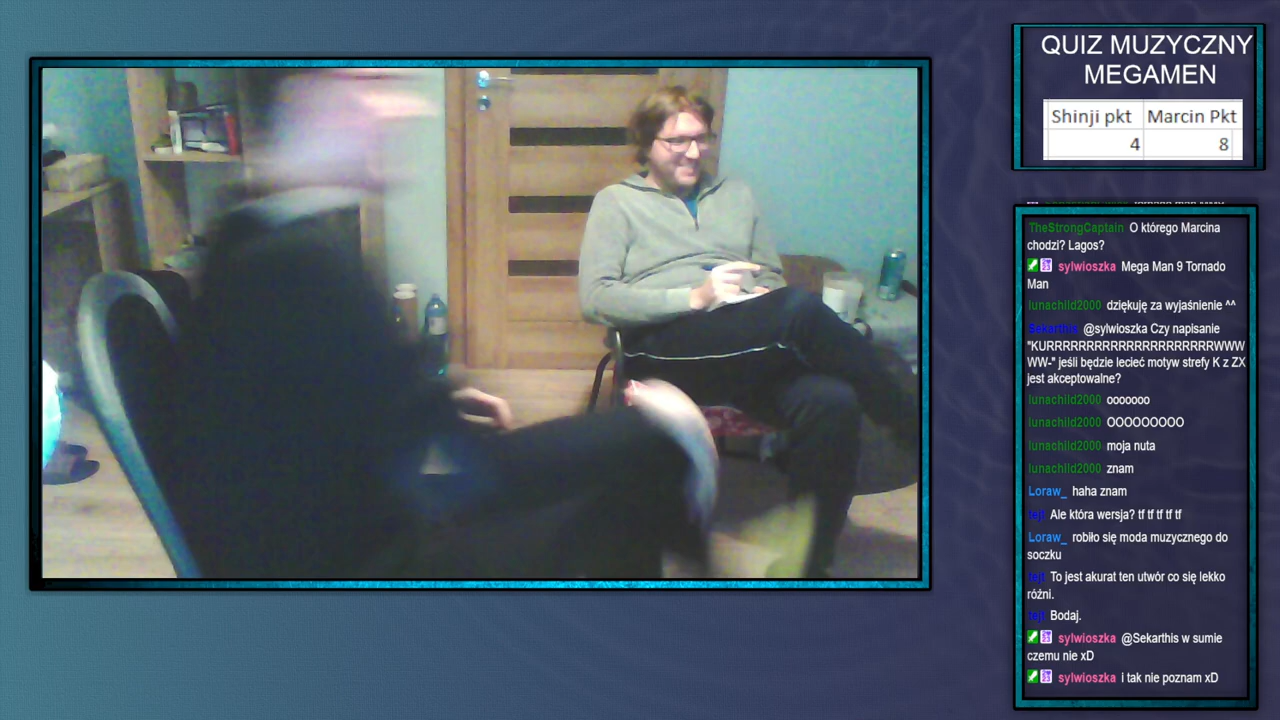 QUIZ MUZYCZNY
MEGAMEN
Shinji pkt Marcin Pkt
4 8
TheStrongCaptain O którego Marcina
chodzi? Lagos?
sylwioszka Mega Man 9 Tornado
Man
lunachild2000 dziękuję za wyjaśnienie ^^
Sekarthis @sylwioszka Czy napisanie
"KURRRRRRRRRRRRRRRRRRRRRWWW
WW-" jeśli będzie lecieć motyw strefy K z ZX
jest akceptowalne?
lunachild2000 ooooooo
lunachild2000 OOOOOOOOO
lunachild2000 moja nuta
lunachild2000 znam
Loraw_ haha znam
Ale która wersja? tf tf tf tf tf
Loraw_ robiło się moda muzycznego do
soczku
To jest akurat ten utwór co się lekko
różni.
Bodaj.
sylwioszka @Sekarthis w sumie
czemu nie xD
sylwioszka i tak nie poznam xD